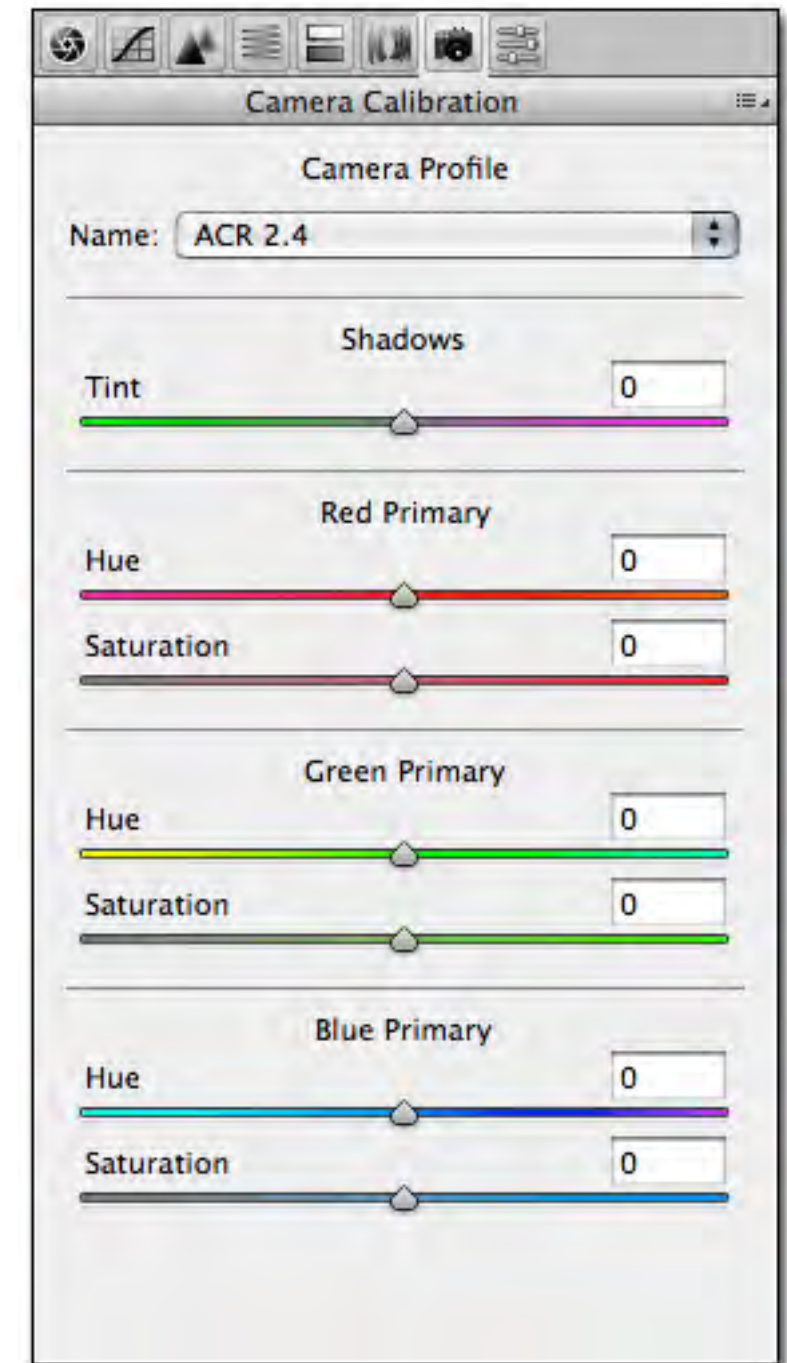 Camera Calibration
Camera Profile
Name: ACR 2.4
Shadows
Tint 0
Red Primary
Hue 0
Saturation 0
Green Primary
Hue 0
Saturation 0
Blue Primary
Hue 0
Saturation 0